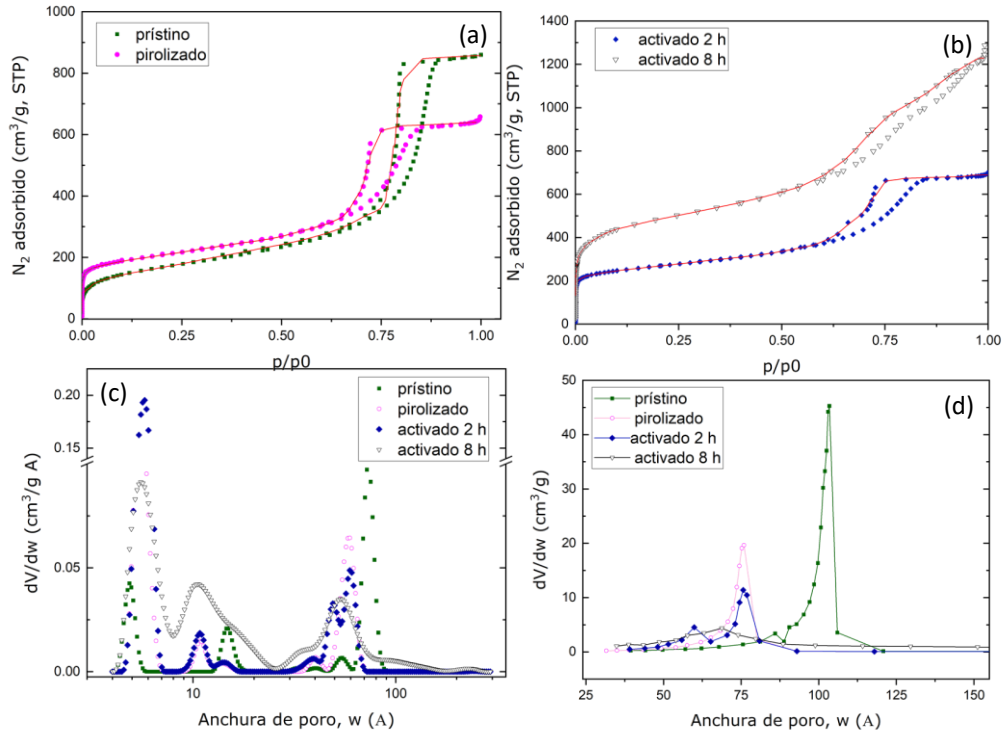 (a)
prístino
pirolizado
N2 adsorbido (cm3/g, STP)
1000
800
600
400
200
0
0.00 0.25 0.50 0.75 1.00
p/p0
(b)
activado 2 h
activado 8 h
N2 adsorbido (cm3/g, STP)
1400
1200
1000
800
600
400
200
0
0.00 0.25 0.50 0.75 1.00
p/p0
(c)
prístino
pirolizado
activado 2 h
activado 8 h
dV/dw (cm3/g A)
0.20
0.15
0.05
0.00
10 100
Anchura de poro, w (A)
(d)
prístino
pirolizado
activado 2 h
activado 8 h
dV/dw (cm3/g)
50
40
30
20
10
0
25 50 75 100 125 150
Anchura de poro, w (A)